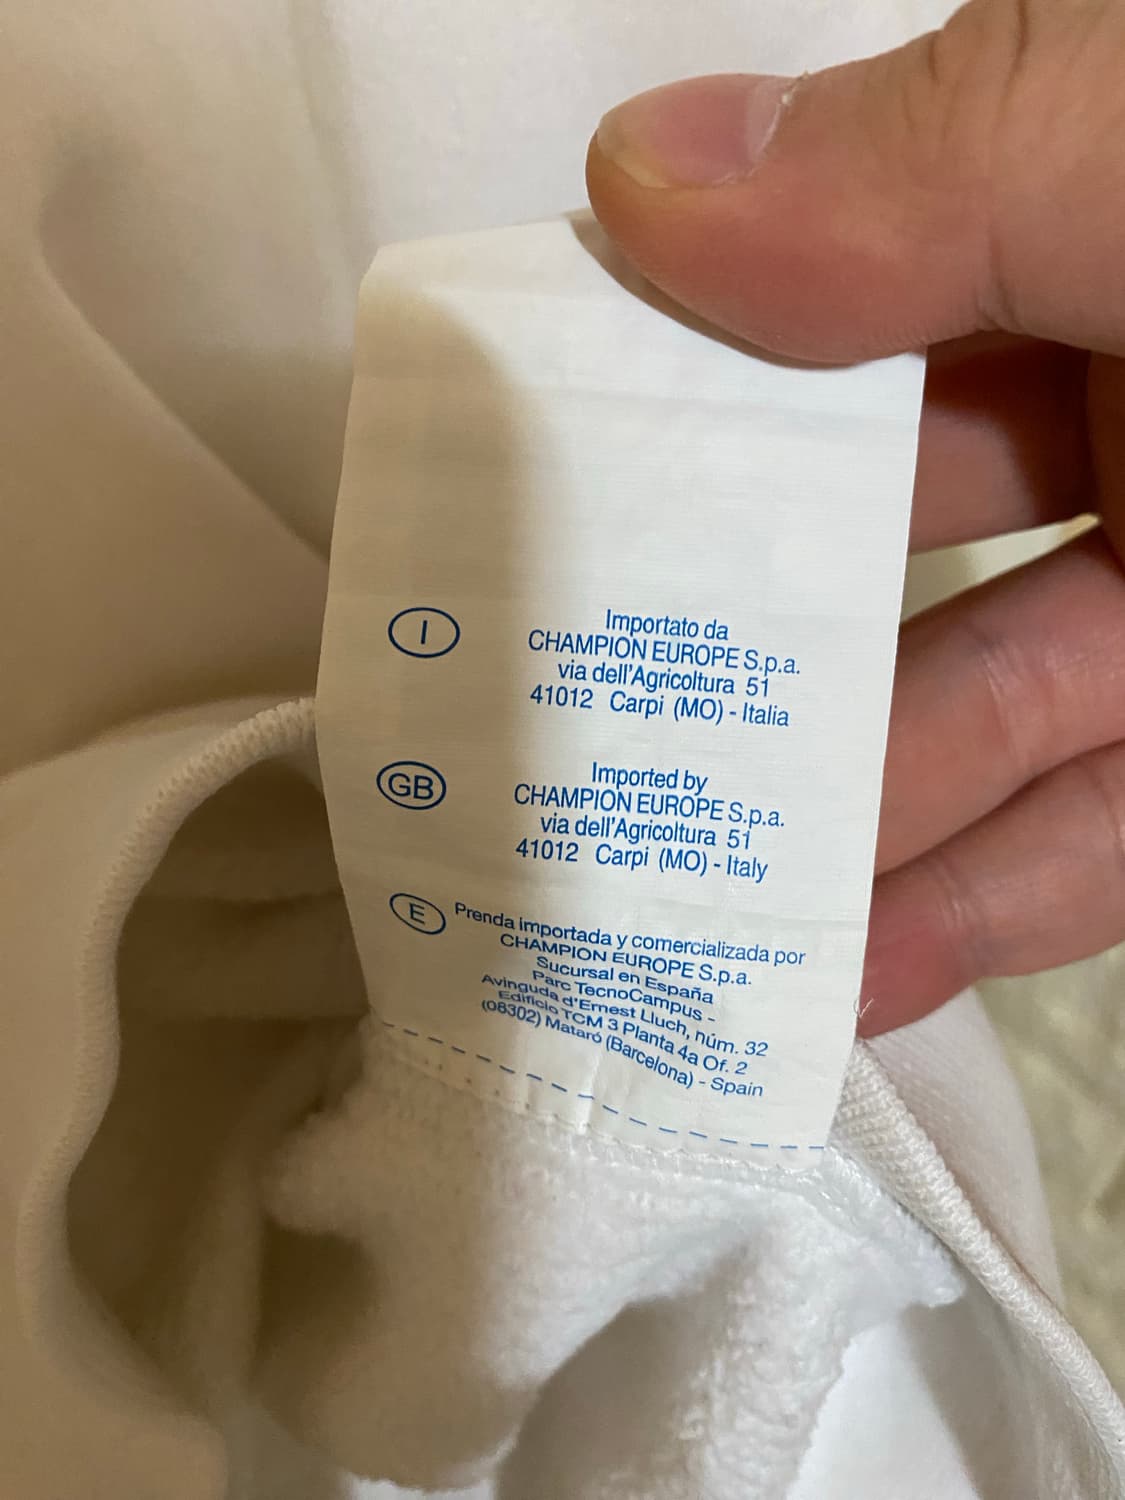 I
Importato da
CHAMPION EUROPE S.p.a.
via dell'Agricoltura 51
41012 Carpi (MO) - Italia
GB
Imported by
CHAMPION EUROPE S.p.a.
via dell'Agricoltura 51
41012 Carpi (MO) - Italy
E
Prenda importada y comercializada por
CHAMPION EUROPE S.p.a.
Sucursal en España
Parc TecnoCampus -
Avinguda d'Ernest Lluch, núm. 32
Edificio TCM 3 Planta 4a Of. 2
(08302) Mataró (Barcelona) - Spain